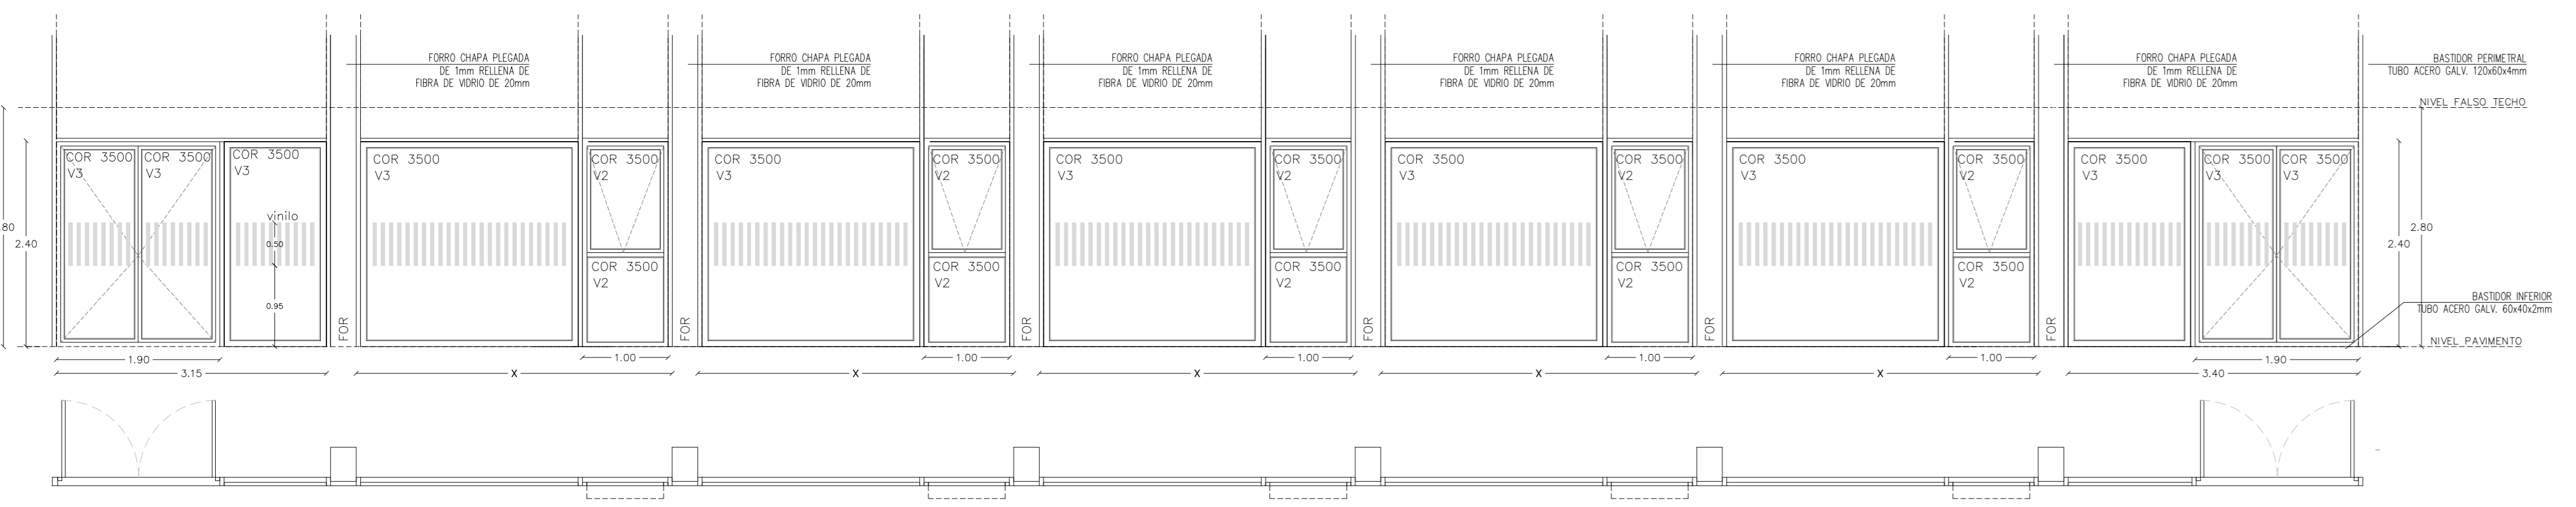 FORRO CHAPA PLEGADA
DE 1mm RELLENA DE
FIBRA DE VIDRIO DE 20mm
FORRO CHAPA PLEGADA
DE 1mm RELLENA DE
FIBRA DE VIDRIO DE 20mm
FORRO CHAPA PLEGADA
DE 1mm RELLENA DE
FIBRA DE VIDRIO DE 20mm
FORRO CHAPA PLEGADA
DE 1mm RELLENA DE
FIBRA DE VIDRIO DE 20mm
FORRO CHAPA PLEGADA
DE 1mm RELLENA DE
FIBRA DE VIDRIO DE 20mm
FORRO CHAPA PLEGADA
DE 1mm RELLENA DE
FIBRA DE VIDRIO DE 20mm
BASTIDOR PERIMETRAL
TUBO ACERO GALV. 120x60x4mm
NIVEL FALSO TECHO
COR 3500
V3
COR 3500
V3
COR 3500
V3
COR 3500
V3
COR 3500
V2
COR 3500
V3
COR 3500
V2
COR 3500
V3
COR 3500
V2
COR 3500
V3
COR 3500
V2
COR 3500
V3
COR 3500
V2
COR 3500
V3
COR 3500
V3
COR 3500
V3
vinilo
0.50
0.95
.80
2.40
2.80
2.40
COR 3500
V2
COR 3500
V2
COR 3500
V2
COR 3500
V2
COR 3500
V2
FOR
FOR
FOR
FOR
FOR
FOR
BASTIDOR INFERIOR
TUBO ACERO GALV. 60x40x2mm
NIVEL PAVIMENTO
1.90
1.00
1.00
1.00
1.00
1.00
1.90
3.15
X
X
X
X
X
3.40